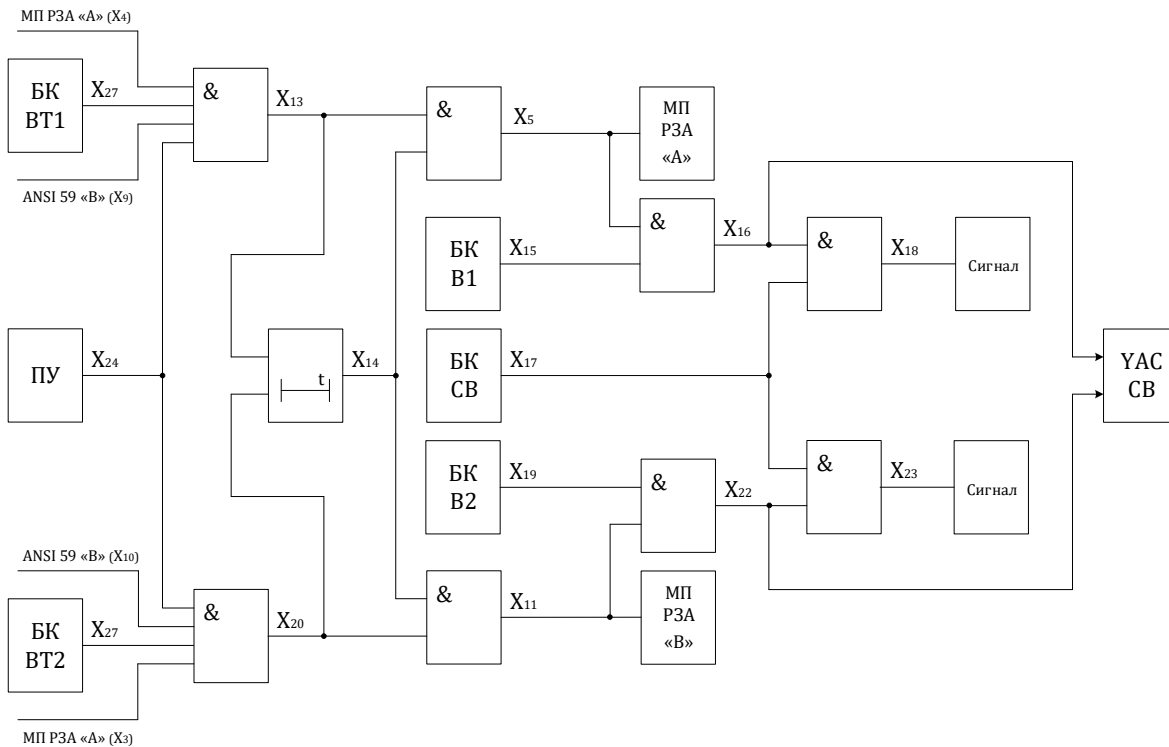 МП РЗА «А» (X4)
БК
ВТ1
X27
ANSI 59 «В» (X9)
&
X13
&
X5
МП
РЗА
«А»
&
X16
БК
В1
X15
&
X18
Сигнал
ПУ
X24
t
X14
БК
СВ
X17
YAC
СВ
БК
В2
X19
&
X22
&
X23
Сигнал
ANSI 59 «В» (X10)
БК
ВТ2
X27
МП РЗА «А» (X3)
&
X20
&
X11
МП
РЗА
«В»